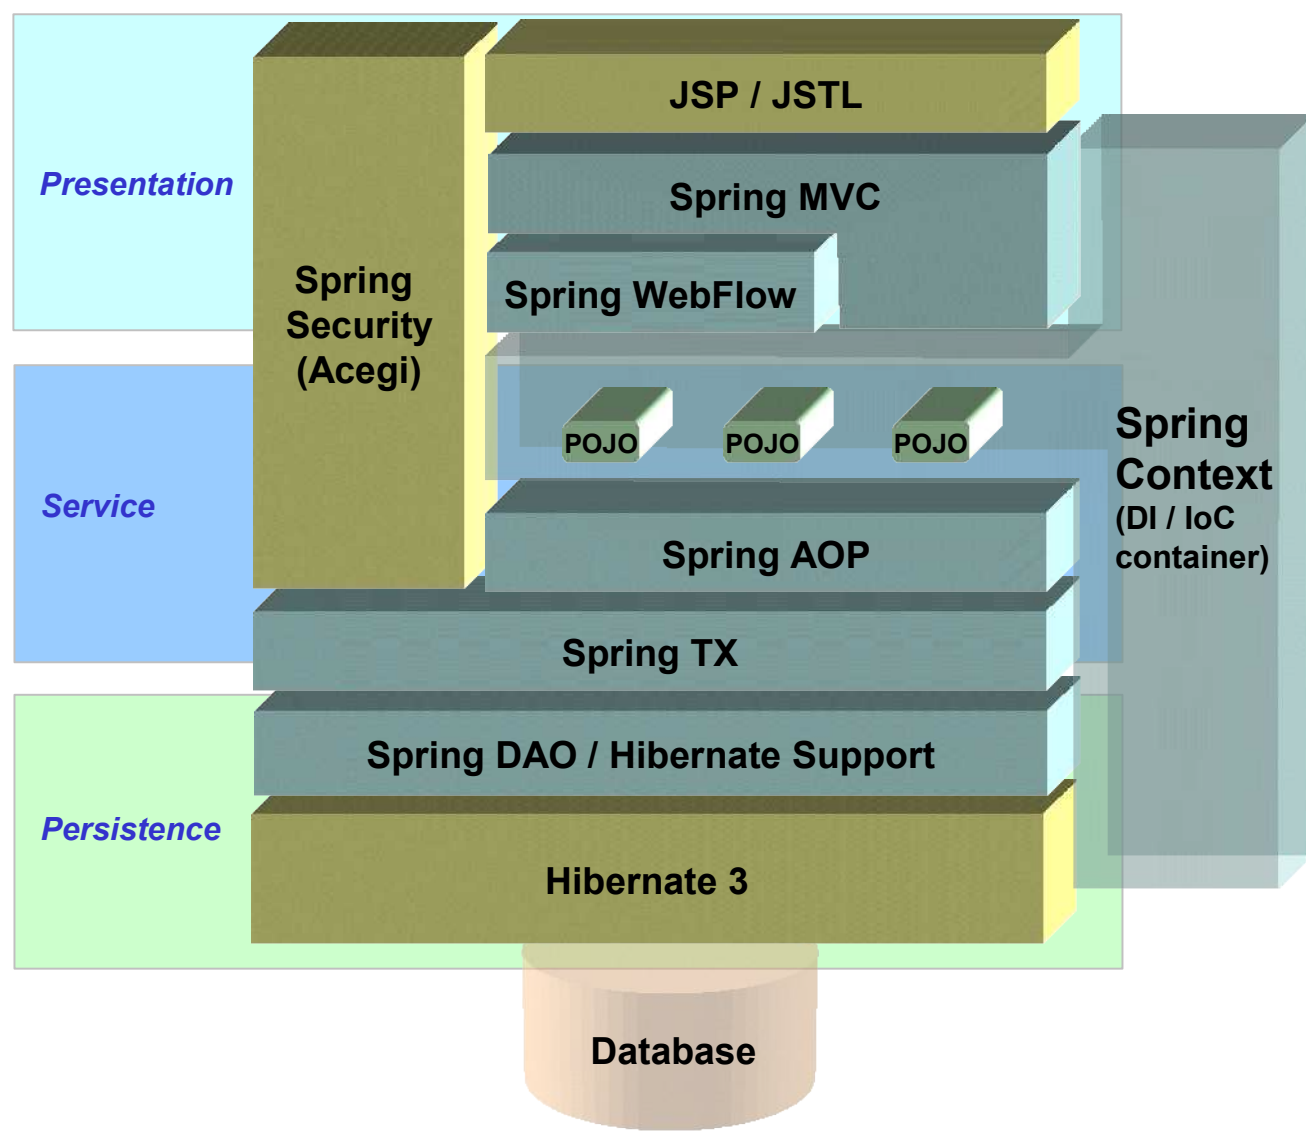 JSP / JSTL
Presentation
Spring MVC
Spring
Security
(Acegi)
Spring WebFlow
POJO
POJO
POJO
Spring
Context
(DI / IoC
container)
Service
Spring AOP
Spring TX
Spring DAO / Hibernate Support
Persistence
Hibernate 3
Database